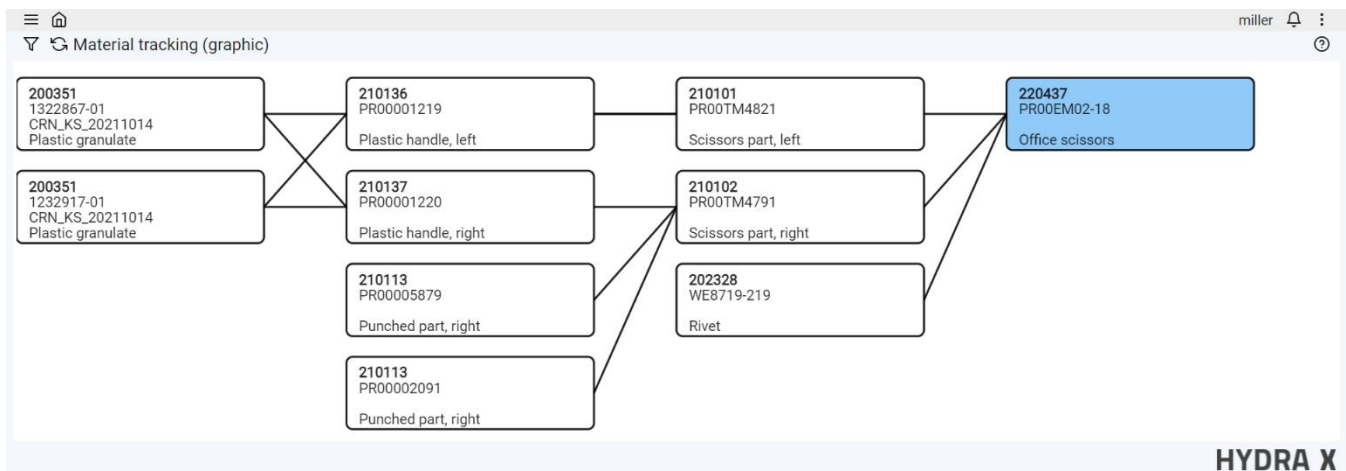 miller
Material tracking (graphic)
200351
1322867-01
CRN_KS_20211014
Plastic granulate
210136
PR00001219
Plastic handle, left
210101
PR00TM4821
Scissors part, left
220437
PR00EM02-18
Office scissors
200351
1232917-01
CRN_KS_20211014
Plastic granulate
210137
PR00001220
Plastic handle, right
210102
PR00TM4791
Scissors part, right
210113
PR00005879
Punched part, right
202328
WE8719-219
Rivet
210113
PR00002091
Punched part, right
HYDRA X